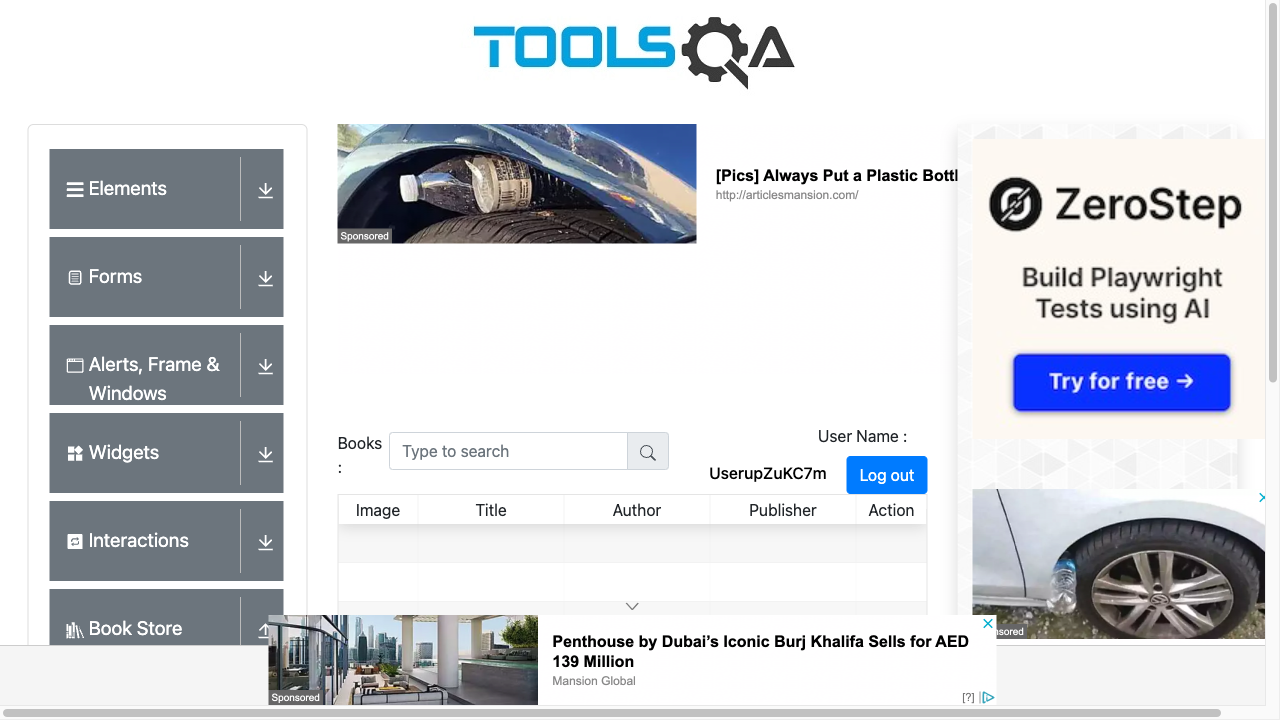 TOOLSQA
Elements
Forms
Alerts, Frame &
Windows
Widgets
Interactions
Book Store
Sponsored
[Pics] Always Put a Plastic Bottl
http://articlesmansion.com/
ZeroStep
Build Playwright
Tests using AI
Try for free →
Books
:
Type to search
User Name :
UserupZuKC7m
Log out
Image Title Author Publisher Action
nsored
Sponsored
Penthouse by Dubai’s Iconic Burj Khalifa Sells for AED
139 Million
Mansion Global
[?]